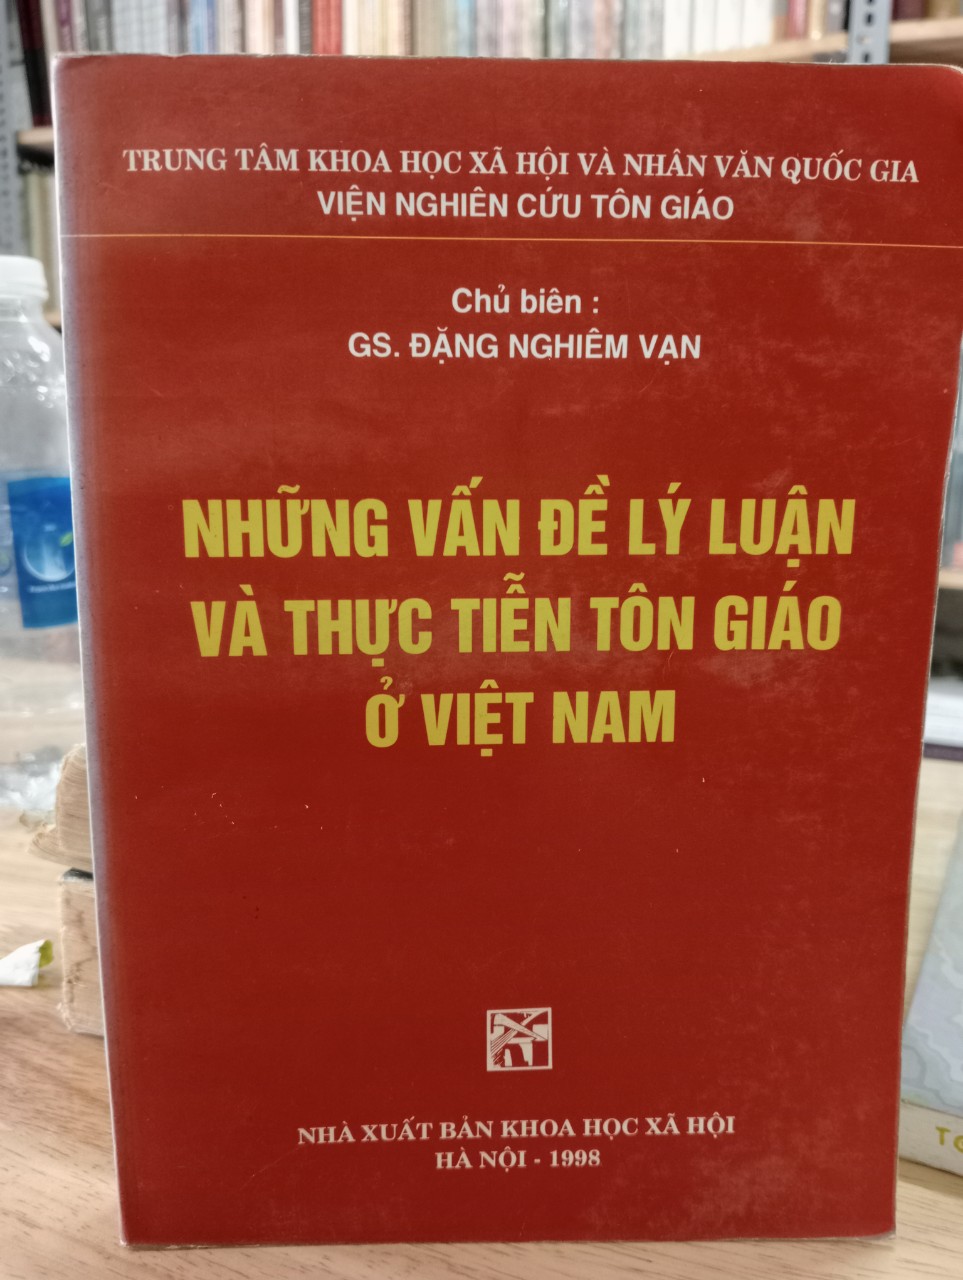 TRUNG TÂM KHOA HỌC XÃ HỘI VÀ NHÂN VĂN QUỐC GIA
VIỆN NGHIÊN CỨU TÔN GIÁO
Chủ biên :
GS. ĐẶNG NGHIÊM VẠN
NHỮNG VẤN ĐỀ LÝ LUẬN
VÀ THỰC TIỄN TÔN GIÁO
Ở VIỆT NAM
NHÀ XUẤT BẢN KHOA HỌC XÃ HỘI
HÀ NỘI - 1998